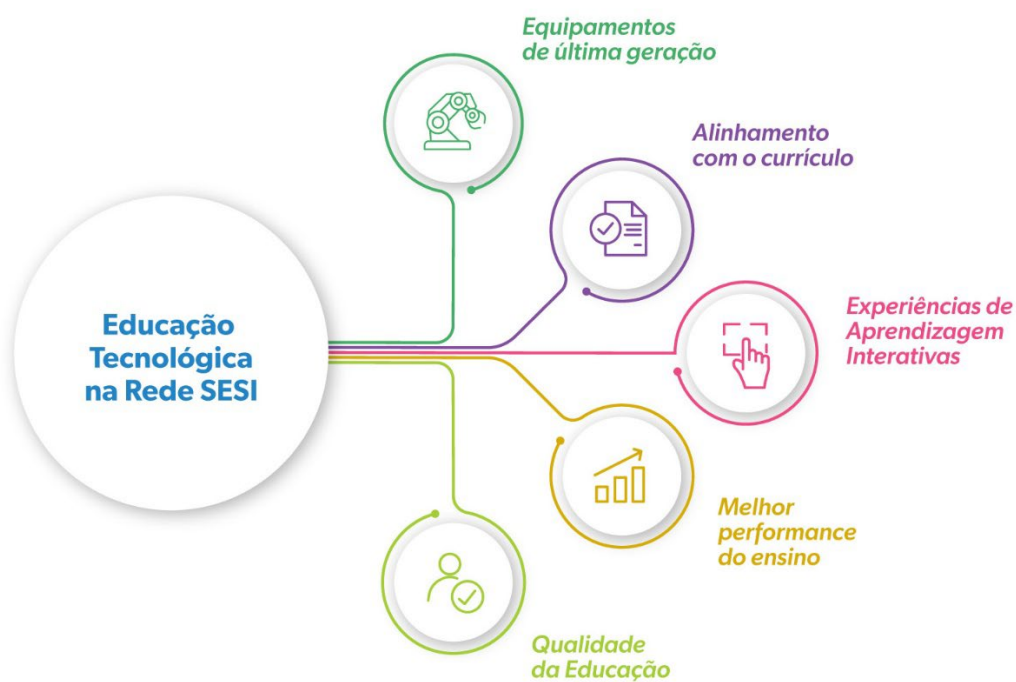 Equipamentos
de última geração
Alinhamento
com o currículo
Educação
Tecnológica
na Rede SESI
Experiências de
Aprendizagem
Interativas
Melhor
performance
do ensino
Qualidade
da Educação